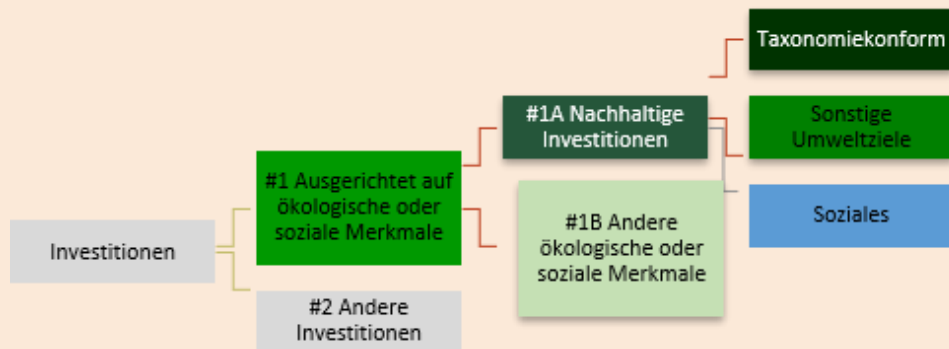 Investitionen
#1 Ausgerichtet auf
ökologische oder
soziale Merkmale
#2 Andere
Investitionen
#1A Nachhaltige
Investitionen
#1B Andere
ökologische oder
soziale Merkmale
Taxonomiekonform
Sonstige
Umweltziele
Soziales